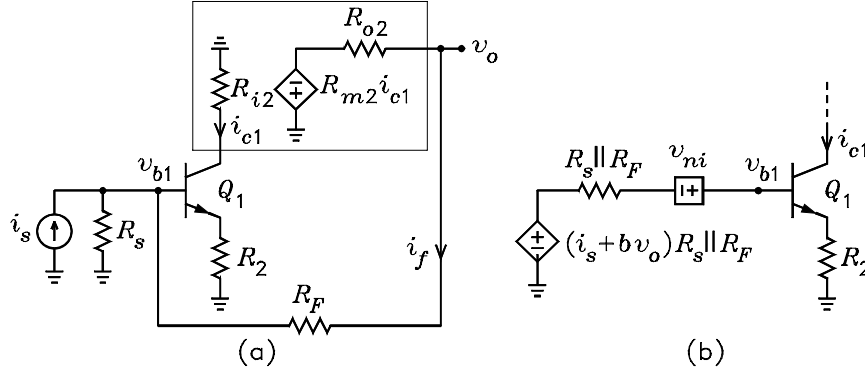 R_{o2}
v_o
R_{i2}
R_{m2} i_{c1}
i_{c1}
v_{b1}
Q_1
i_s
R_s
R_2
i_f
R_F
(a)
R_s||R_F
v_{ni}
v_{b1}
i_{c1}
Q_1
(i_s+bv_o)R_s||R_F
R_2
(b)